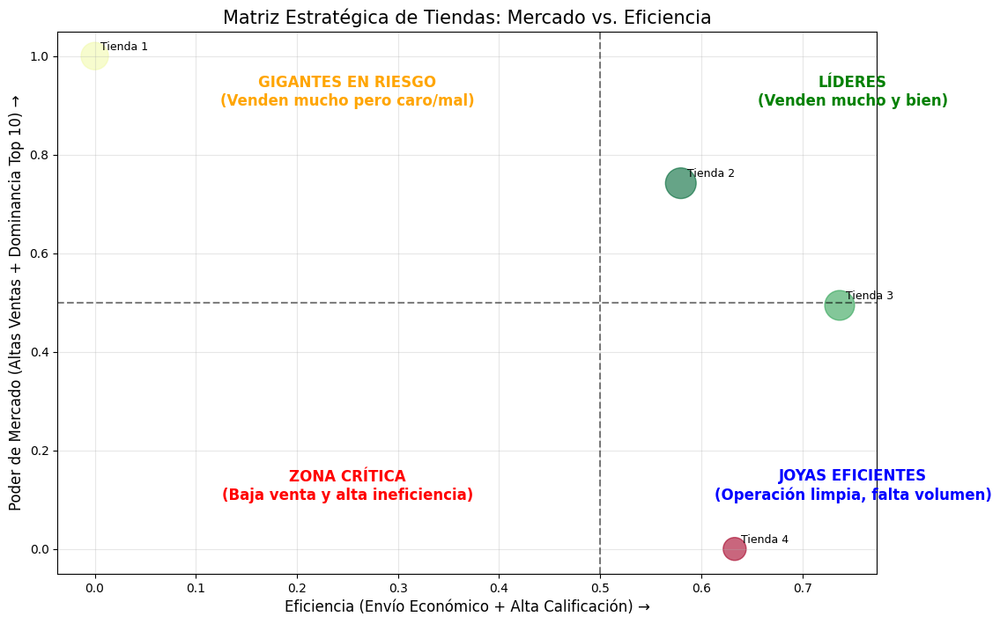 Matriz Estratégica de Tiendas: Mercado vs. Eficiencia
Poder de Mercado (Altas Ventas + Dominancia Top 10) →
1.0
0.8
0.6
0.4
0.2
0.0
Tienda 1
GIGANTES EN RIESGO
(Venden mucho pero caro/mal)
LÍDERES
(Venden mucho y bien)
Tienda 2
Tienda 3
ZONA CRÍTICA
(Baja venta y alta ineficiencia)
JOYAS EFICIENTES
(Operación limpia, falta volumen)
Tienda 4
0.0
0.1
0.2
0.3
0.4
0.5
0.6
0.7
Eficiencia (Envío Económico + Alta Calificación) →